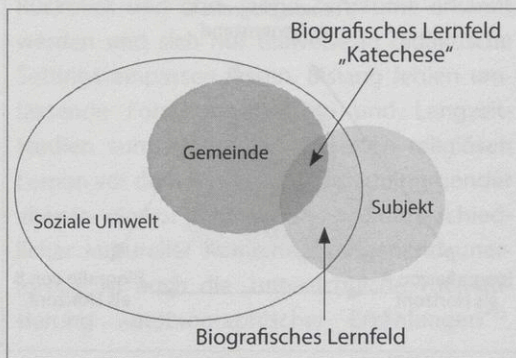 Biografisches Lernfeld
„Katechese“
Gemeinde
Soziale Umwelt
Subjekt
Biografisches Lernfeld